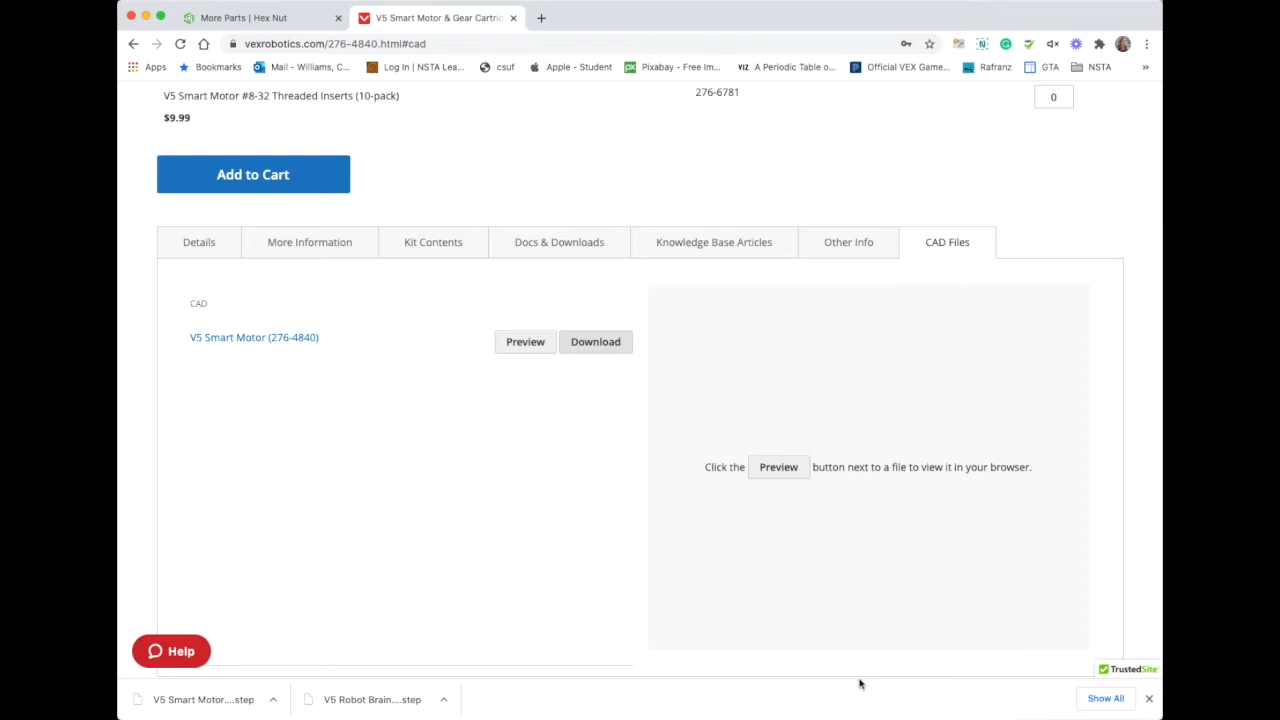 More Parts | Hex Nut
V5 Smart Motor & Gear Cartri
vexrobotics.com/276-4840.html#cad
Apps Bookmarks Mail - Williams, C... Log In | NSTA Lea... csuf Apple - Student Pixabay - Free Im... VIZ A Periodic Table o... Official VEX Game... Rafranz GTA NSTA »
V5 Smart Motor #8-32 Threaded Inserts (10-pack) 276-6781 0
$9.99
Add to Cart
Details More Information Kit Contents Docs & Downloads Knowledge Base Articles Other Info CAD Files
CAD
V5 Smart Motor (276-4840) Preview Download
Click the Preview button next to a file to view it in your browser.
Help
TrustedSite
V5 Smart Motor....step V5 Robot Brain....step Show All